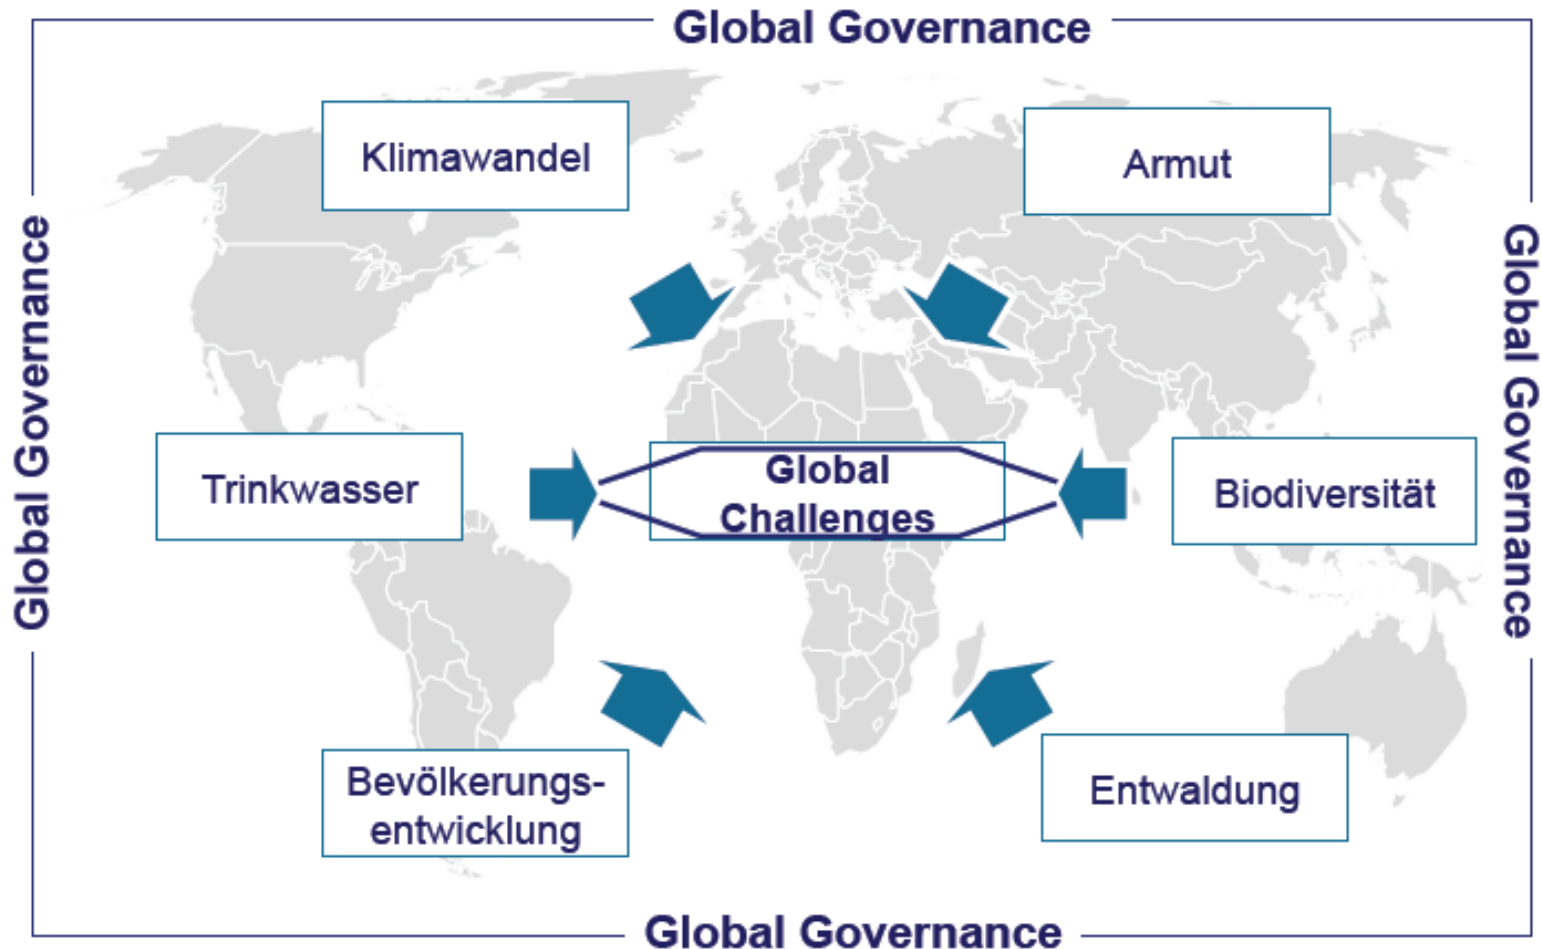 Global Governance
Klimawandel
Armut
Global Governance
Global Governance
Trinkwasser
Global
Challenges
Biodiversität
Bevölkerungs-
entwicklung
Entwaldung
Global Governance